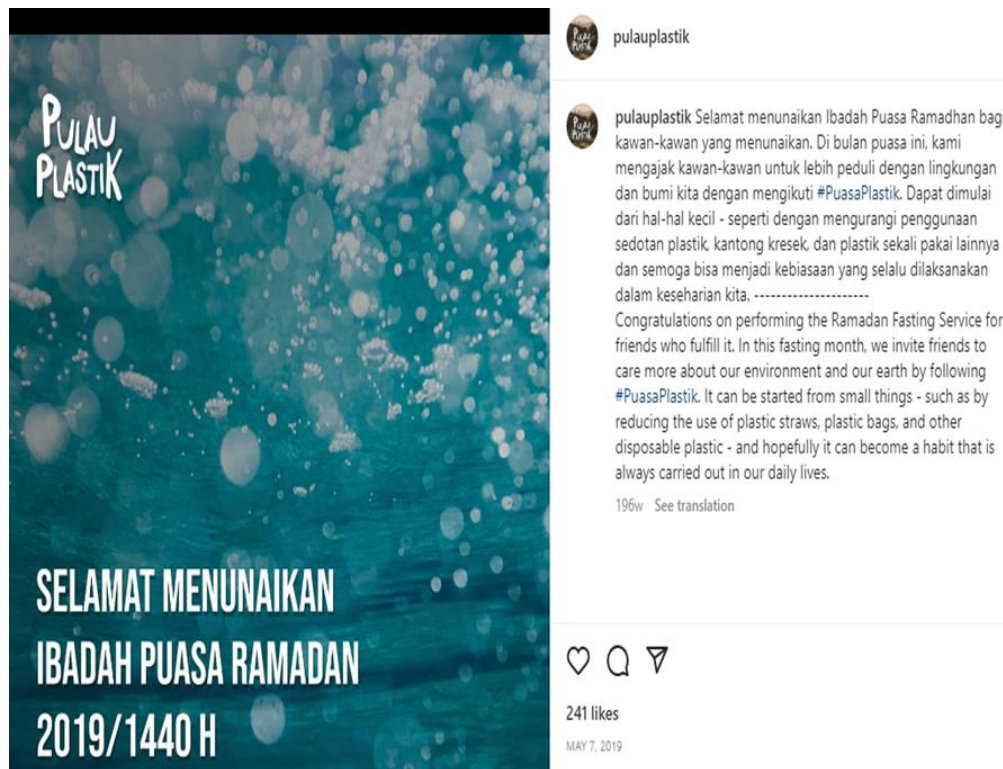 PULAU
PLASTIK
SELAMAT MENUNAIKAN
IBADAH PUASA RAMADAN
2019/1440 H
pulauplastik
pulauplastik Selamat menunaikan Ibadah Puasa Ramadhan bagi
kawan-kawan yang menunaikan. Di bulan puasa ini, kami
mengajak kawan-kawan untuk lebih peduli dengan lingkungan
dan bumi kita dengan mengikuti #PuasaPlastik. Dapat dimulai
dari hal-hal kecil - seperti dengan mengurangi penggunaan
sedotan plastik, kantong kresek, dan plastik sekali pakai lainnya
dan semoga bisa menjadi kebiasaan yang selalu dilaksanakan
dalam keseharian kita. ---------------------
Congratulations on performing the Ramadan Fasting Service for
friends who fulfill it. In this fasting month, we invite friends to
care more about our environment and our earth by following
#PuasaPlastik. It can be started from small things - such as by
reducing the use of plastic straws, plastic bags, and other
disposable plastic - and hopefully it can become a habit that is
always carried out in our daily lives.
196w See translation
241 likes
MAY 7, 2019